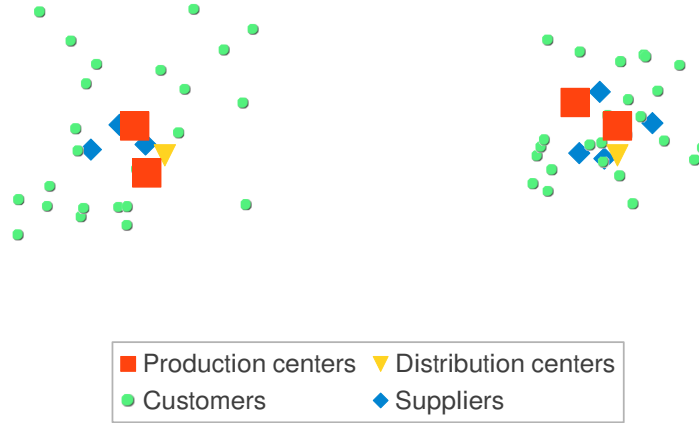 Production centers
Distribution centers
Customers
Suppliers